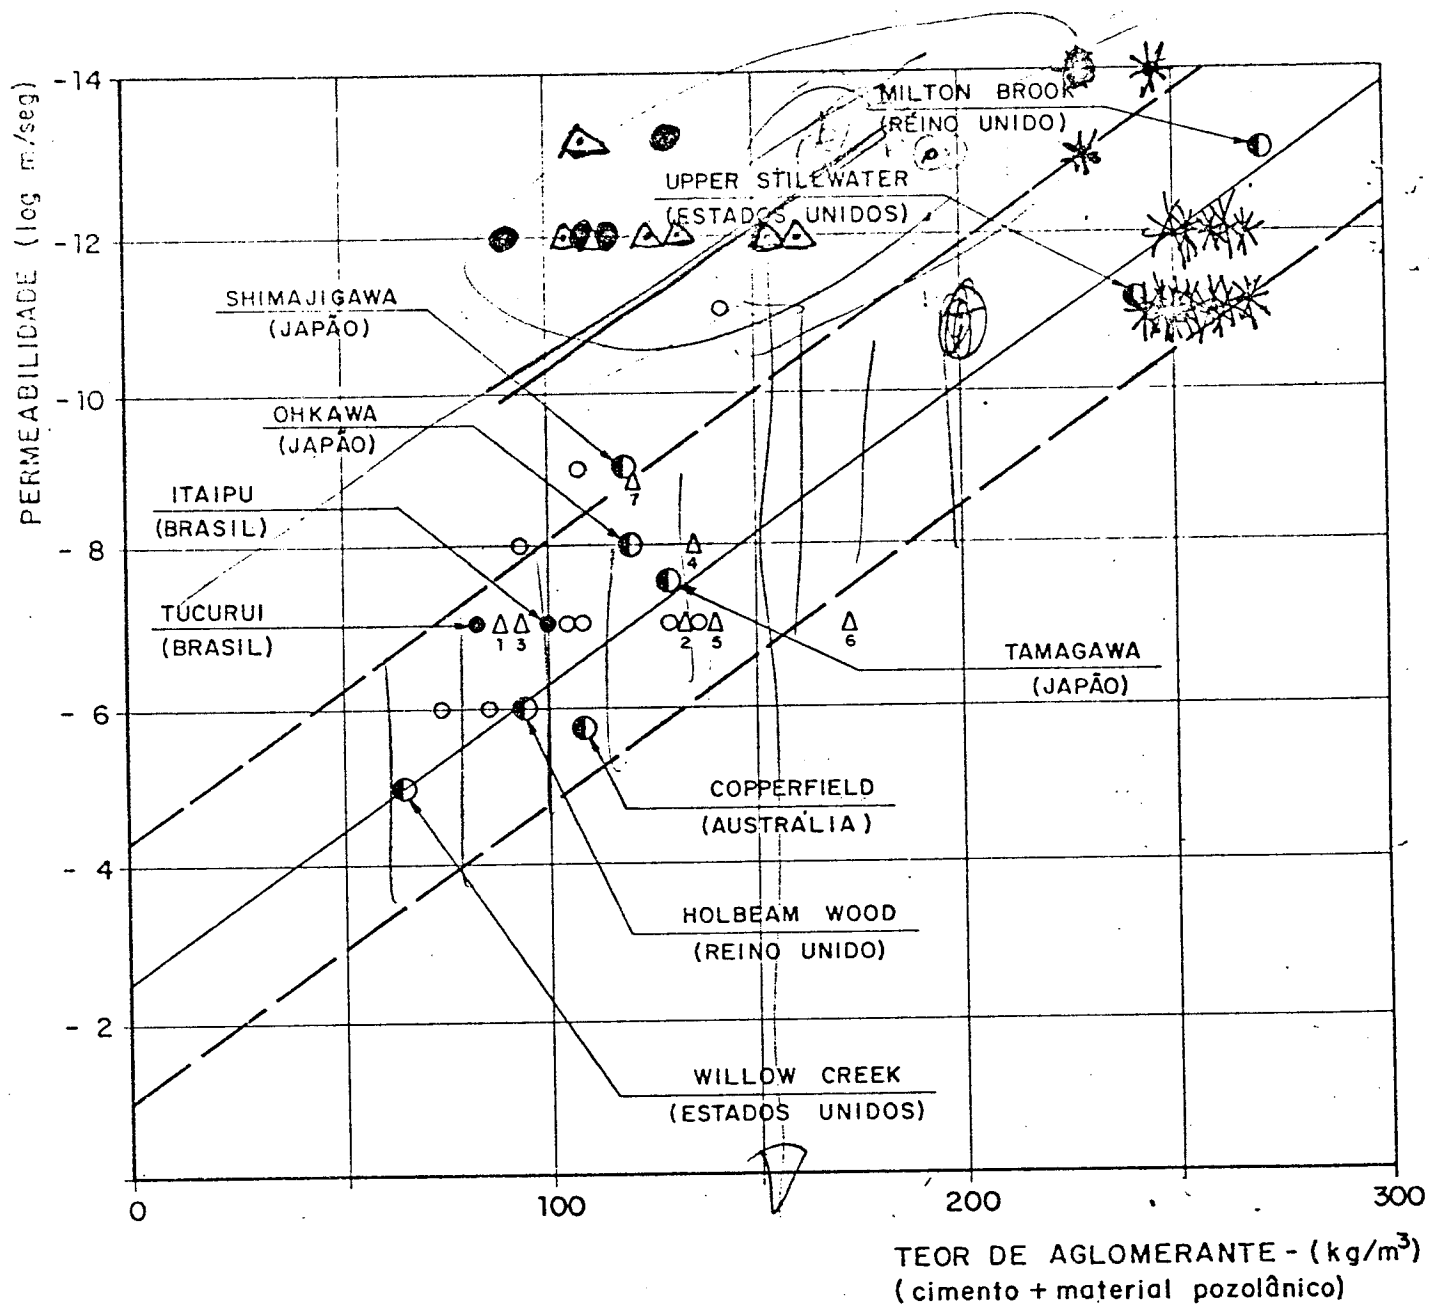 PERMEABILIDADE (log m/seg)
-14
-12
-10
-8
-6
-4
-2
MILTON BROOK
(REINO UNIDO)
UPPER STILLWATER
(ESTADOS UNIDOS)
SHIMAJIGAWA
(JAPÃO)
OHKAWA
(JAPÃO)
ITAIPU
(BRASIL)
TUCURUI
(BRASIL)
7
4
1 3
2 5
6
TAMAGAWA
(JAPÃO)
COPPERFIELD
(AUSTRÁLIA)
HOLBEAM WOOD
(REINO UNIDO)
WILLOW CREEK
(ESTADOS UNIDOS)
0 100 200 300
TEOR DE AGLOMERANTE - (kg/m³)
(cimento + material pozolânico)